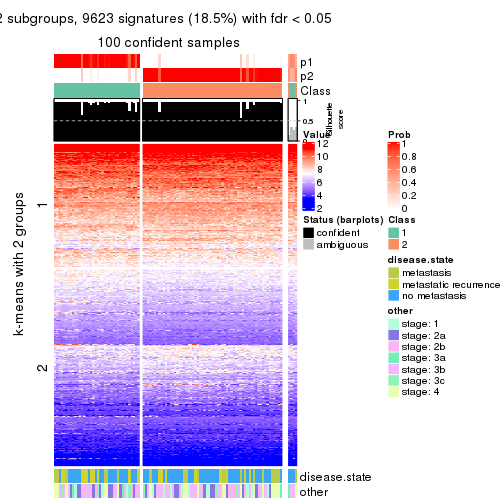 2 subgroups, 9623 signatures (18.5%) with fdr < 0.05
100 confident samples
p1
p2
Class
1
0.5
0
Silhouette
score
k-means with 2 groups
1
2
disease.state
other
Value
12
10
8
6
4
2
Prob
1
0.8
0.6
0.4
0.2
0
Status (barplots)
confident
ambiguous
Class
1
2
disease.state
metastasis
metastatic recurrence
no metastasis
other
stage: 1
stage: 2a
stage: 2b
stage: 3a
stage: 3b
stage: 3c
stage: 4